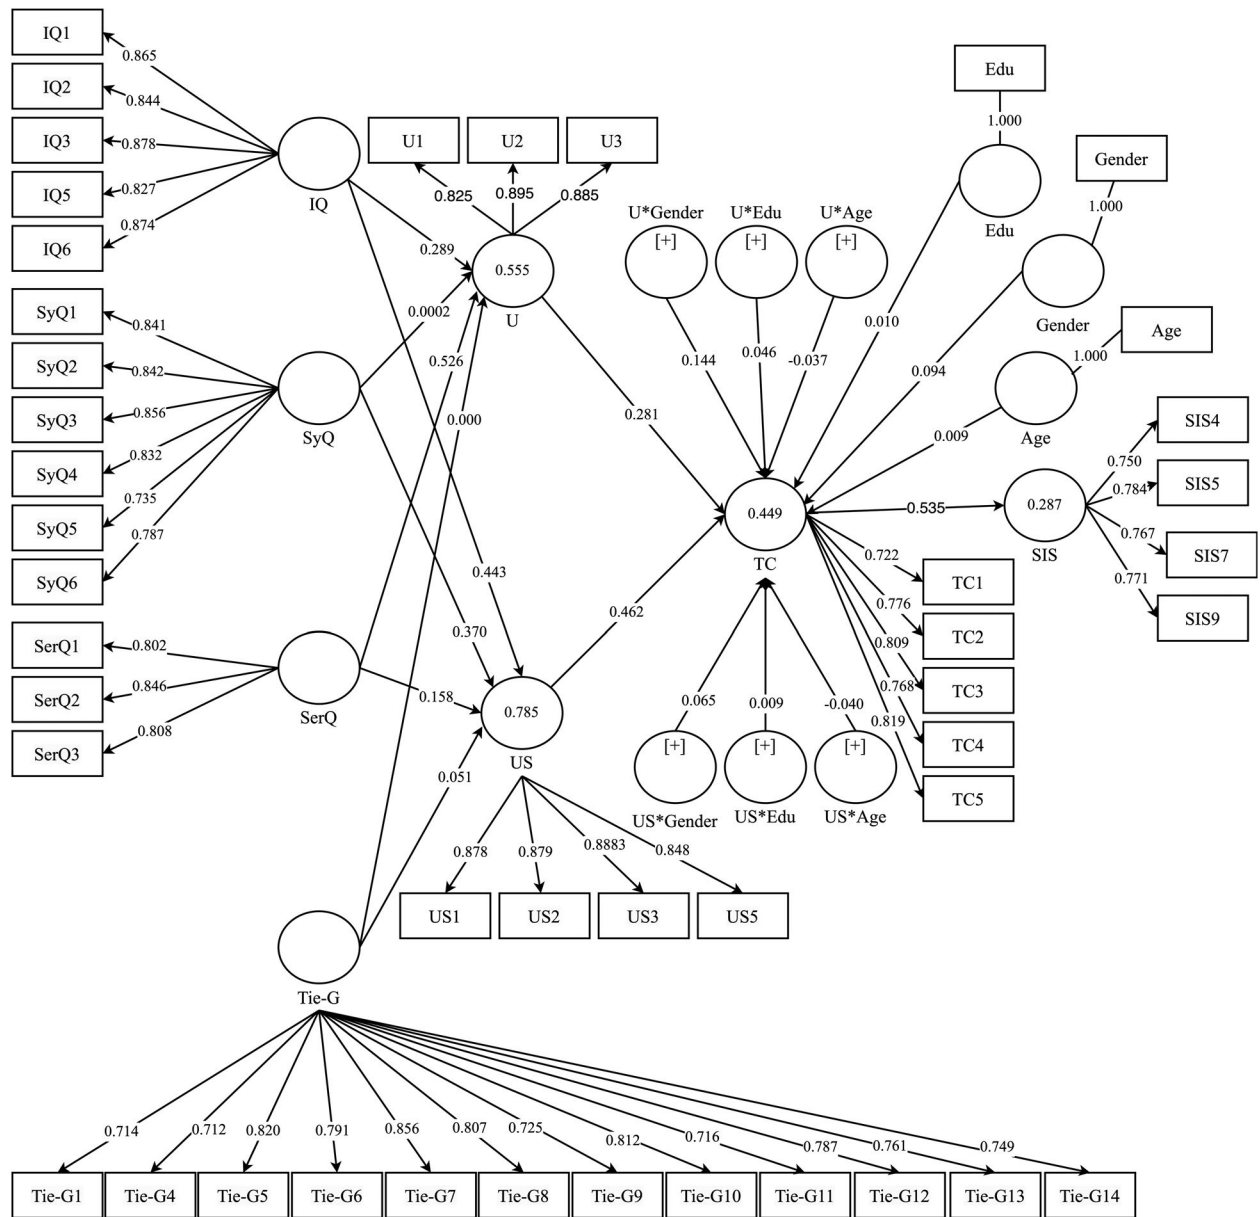 IQ1
IQ2
IQ3
IQ5
IQ6
0.865
0.844
0.878
0.827
0.874
IQ
SyQ1
SyQ2
SyQ3
SyQ4
SyQ5
SyQ6
0.841
0.842
0.856
0.832
0.735
0.787
SyQ
SerQ1
SerQ2
SerQ3
0.802
0.846
0.808
SerQ
U1
U2
U3
0.825
0.895
0.885
0.289
0.555
U
0.0002
0.526
0.000
0.443
0.370
0.158
0.051
0.785
US
0.281
0.462
0.878
0.879
0.8883
0.848
US1
US2
US3
US5
U*Gender
U*Edu
U*Age
[+]
[+]
[+]
0.144
0.046
-0.037
Edu
1.000
Edu
0.010
Gender
1.000
Gender
0.094
Age
1.000
Age
0.009
0.449
TC
0.535
0.287
SIS
0.750
0.784
0.767
0.771
SIS4
SIS5
SIS7
SIS9
0.722
0.776
0.809
0.768
0.819
TC1
TC2
TC3
TC4
TC5
0.065
0.009
-0.040
[+]
[+]
[+]
US*Gender
US*Edu
US*Age
Tie-G
0.714
0.712
0.820
0.791
0.856
0.807
0.725
0.812
0.716
0.787
0.761
0.749
Tie-G1
Tie-G4
Tie-G5
Tie-G6
Tie-G7
Tie-G8
Tie-G9
Tie-G10
Tie-G11
Tie-G12
Tie-G13
Tie-G14